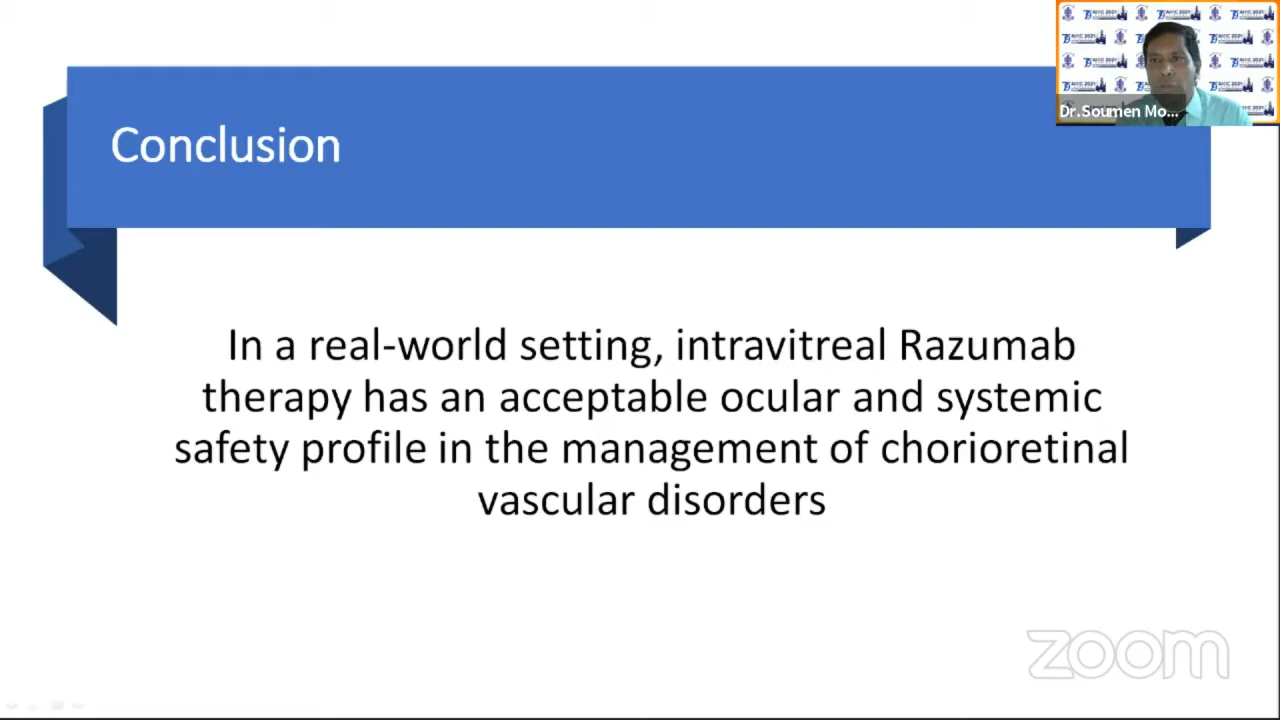 Conclusion
Dr.Soumen Mo...
In a real-world setting, intravitreal Razumab
therapy has an acceptable ocular and systemic
safety profile in the management of chorioretinal
vascular disorders
zoom